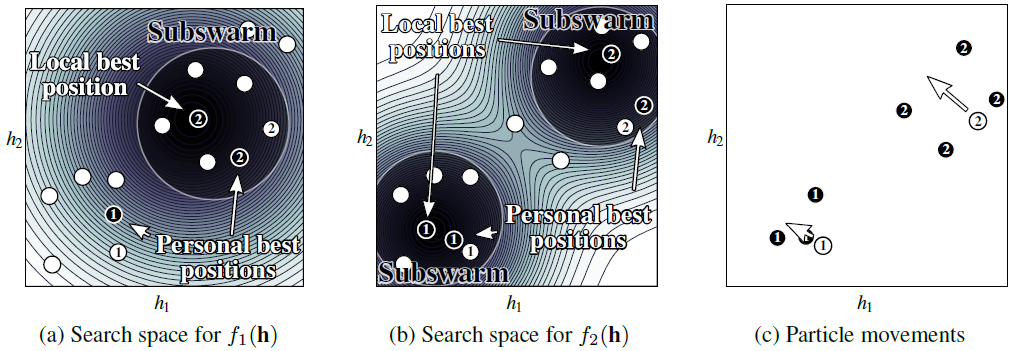 Subswarm
Local best
position
2
2
2
1
1
Personal best
positions
h2
h1
(a) Search space for f1(h)
Local best
positions
Subswarm
2
2
2
1
1
1
Personal best
positions
Subswarm
h2
h1
(b) Search space for f2(h)
2
2
2
2
2
1
1
1
h2
h1
(c) Particle movements